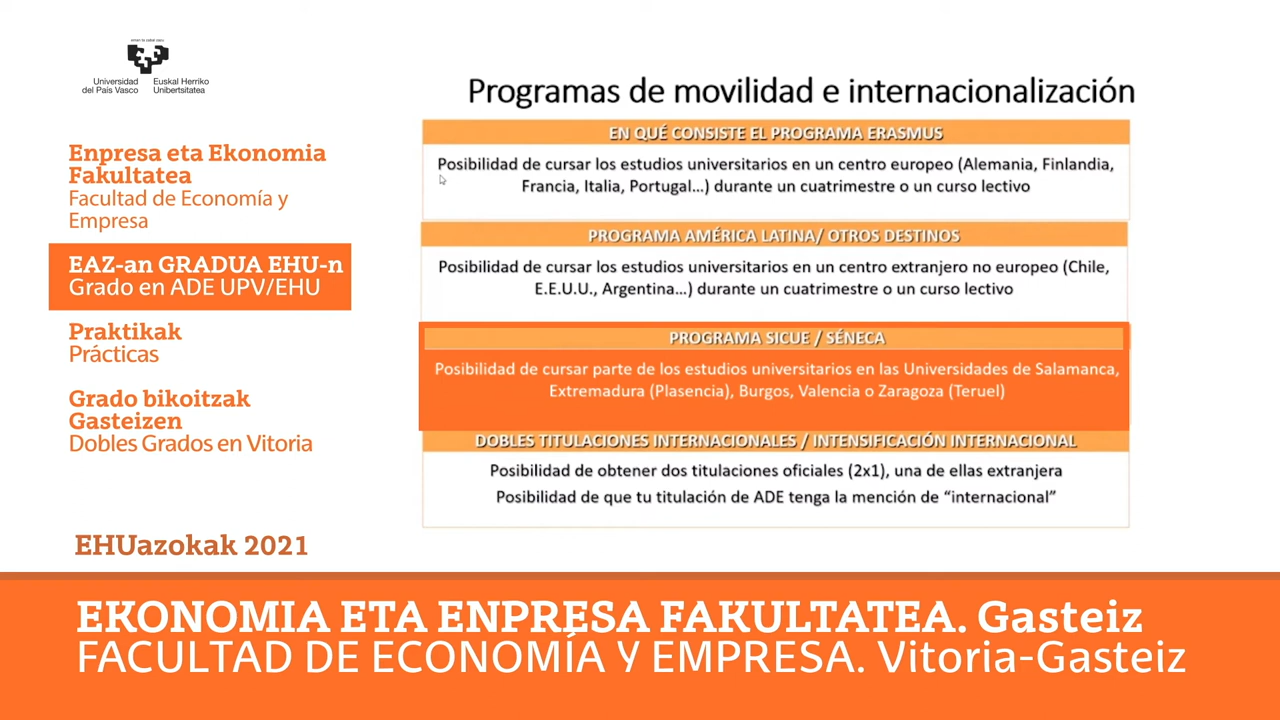 Universidad
del País Vasco
Euskal Herriko
Unibertsitatea
Enpresa eta Ekonomia
Fakultatea
Facultad de Economía y
Empresa
EAZ-an GRADUA EHU-n
Grado en ADE UPV/EHU
Praktikak
Prácticas
Grado bikoitzak
Gasteizen
Dobles Grados en Vitoria
EHUazokak 2021
Programas de movilidad e internacionalización
EN QUÉ CONSISTE EL PROGRAMA ERASMUS
Posibilidad de cursar los estudios universitarios en un centro europeo (Alemania, Finlandia,
Francia, Italia, Portugal...) durante un cuatrimestre o un curso lectivo
PROGRAMA AMÉRICA LATINA/ OTROS DESTINOS
Posibilidad de cursar los estudios universitarios en un centro extranjero no europeo (Chile,
E.E.U.U., Argentina...) durante un cuatrimestre o un curso lectivo
PROGRAMA SICUE / SÉNECA
Posibilidad de cursar parte de los estudios universitarios en las Universidades de Salamanca,
Extremadura (Plasencia), Burgos, Valencia o Zaragoza (Teruel)
DOBLES TITULACIONES INTERNACIONALES / INTENSIFICACIÓN INTERNACIONAL
Posibilidad de obtener dos titulaciones oficiales (2x1), una de ellas extranjera
Posibilidad de que tu titulación de ADE tenga la mención de “internacional”
EKONOMIA ETA ENPRESA FAKULTATEA. Gasteiz
FACULTAD DE ECONOMÍA Y EMPRESA. Vitoria-Gasteiz